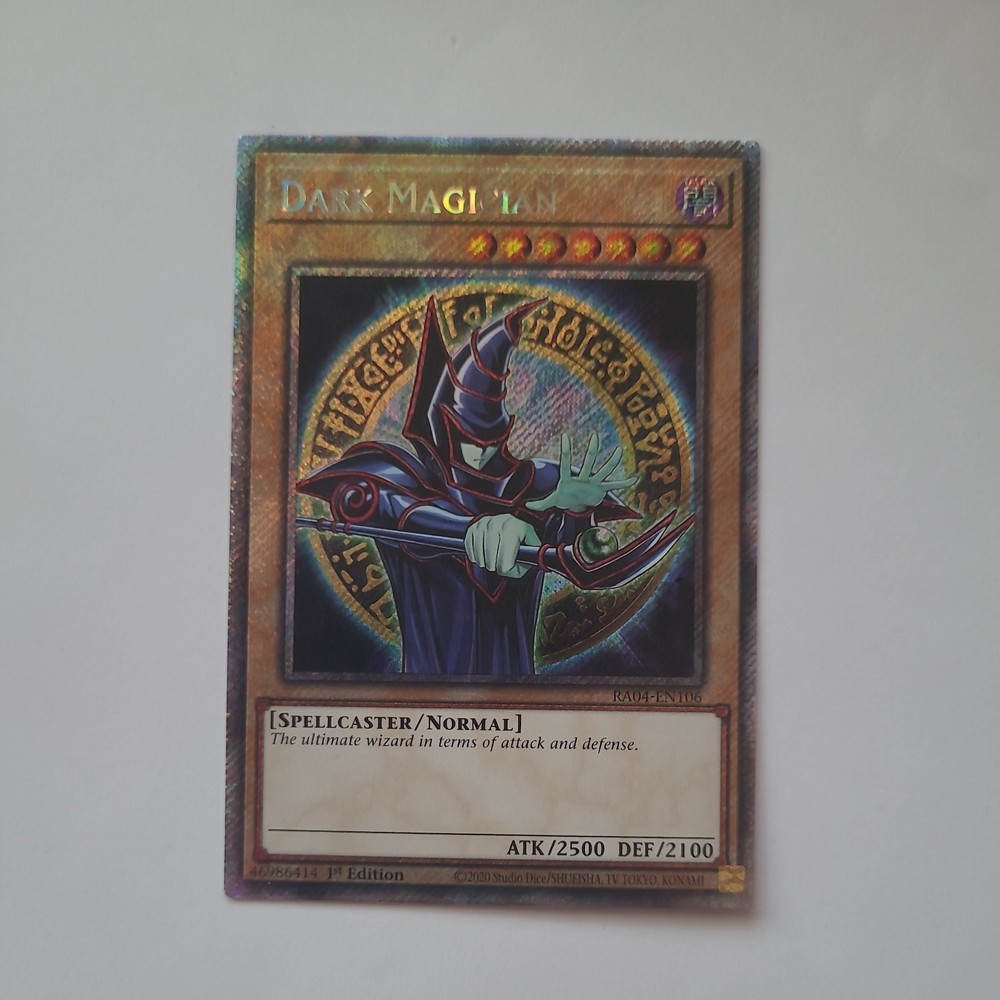 DARK MAGICIAN
闇
RA04-EN106
[SPELLCASTER/NORMAL]
The ultimate wizard in terms of attack and defense.
ATK/2500 DEF/2100
46986414 1st Edition
©2020 Studio Dice/SHUEISHA, TV TOKYO, KONAMI